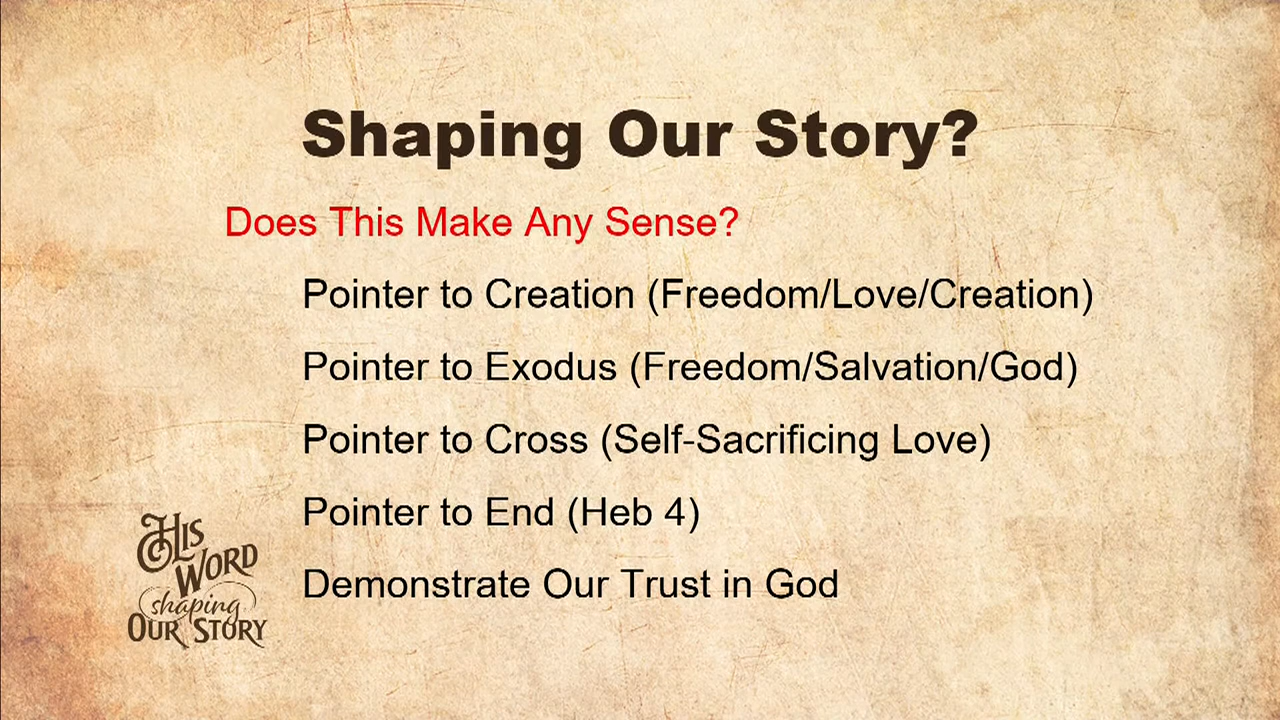 Shaping Our Story?
Does This Make Any Sense?
Pointer to Creation (Freedom/Love/Creation)
Pointer to Exodus (Freedom/Salvation/God)
Pointer to Cross (Self-Sacrificing Love)
Pointer to End (Heb 4)
Demonstrate Our Trust in God
HIS
WORD
shaping
OUR STORY